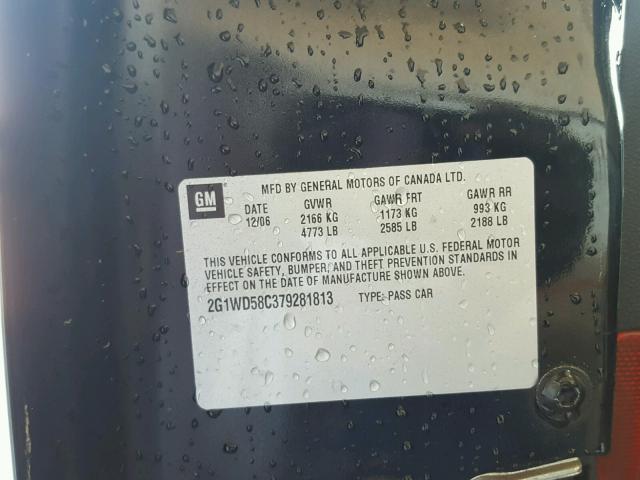 GM
MFD BY GENERAL MOTORS OF CANADA LTD.
DATE GVWR GAWR FRT GAWR RR
12/06 2166 KG 1173 KG 993 KG
4773 LB 2585 LB 2188 LB
THIS VEHICLE CONFORMS TO ALL APPLICABLE U.S. FEDERAL MOTOR
VEHICLE SAFETY, BUMPER, AND THEFT PREVENTION STANDARDS IN
EFFECT ON THE DATE OF MANUFACTURE SHOWN ABOVE.
2G1WD58C379281813 TYPE: PASS CAR